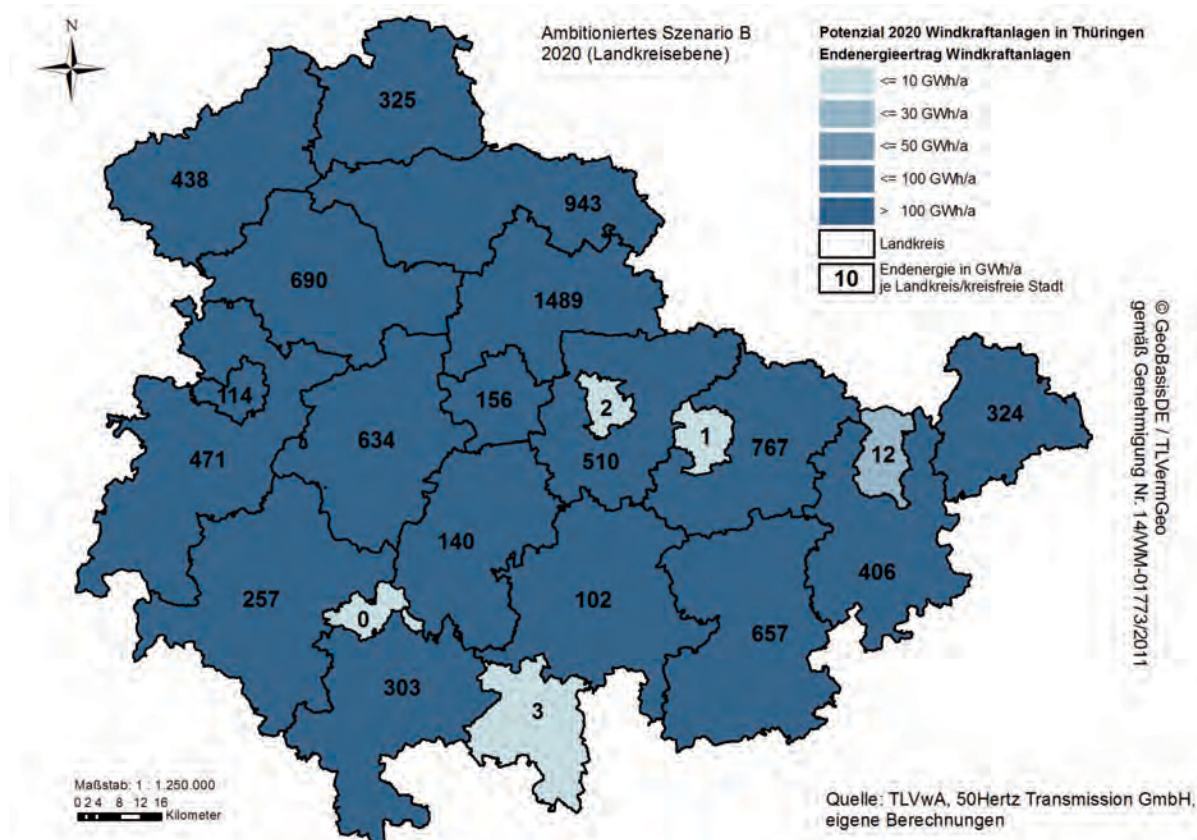 N
Ambitioniertes Szenario B
2020 (Landkreisebene)
Potenzial 2020 Windkraftanlagen in Thüringen
Endenergieertrag Windkraftanlagen
<= 10 GWh/a
<= 30 GWh/a
<= 50 GWh/a
<= 100 GWh/a
> 100 GWh/a
Landkreis
10 Endenergie in GWh/a
je Landkreis/kreisfreie Stadt
325
438
943
690
1489
114
156
2
1
767
12
324
471
634
510
140
406
257
0
102
657
303
3
© GeoBasisDE / TLVermGeo
gemäß Genehmigung Nr. 14/WM-01773/2011
Maßstab: 1 : 1.250.000
0 2 4 8 12 16
Kilometer
Quelle: TLVwA, 50Hertz Transmission GmbH,
eigene Berechnungen